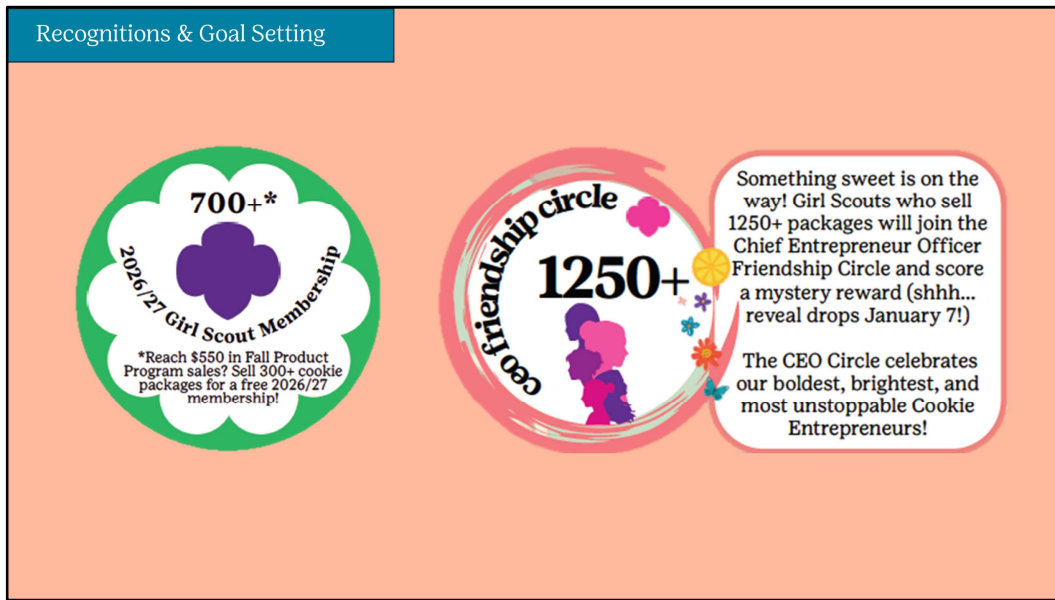 Recognitions & Goal Setting
700+*
2026/27 Girl Scout Membership
*Reach $550 in Fall Product
Program sales? Sell 300+ cookie
packages for a free 2026/27
membership!
ceo friendship circle
1250+
Something sweet is on the
way! Girl Scouts who sell
1250+ packages will join the
Chief Entrepreneur Officer
Friendship Circle and score
a mystery reward (shhh...
reveal drops January 7!)
The CEO Circle celebrates
our boldest, brightest, and
most unstoppable Cookie
Entrepreneurs!